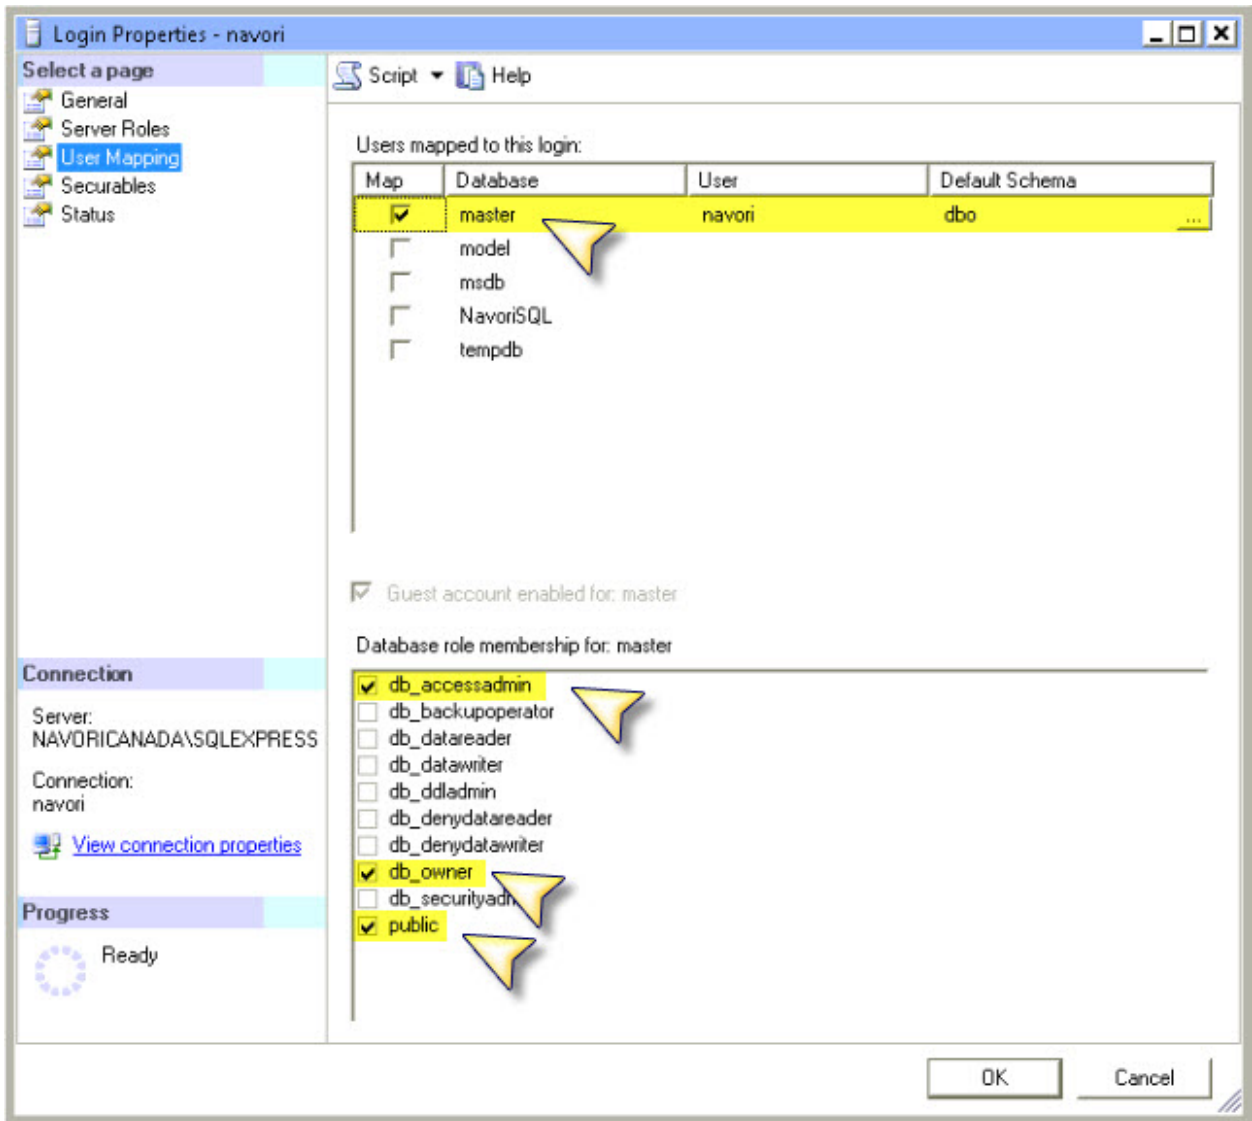 Login Properties - navori
Select a page
General
Server Roles
User Mapping
Securables
Status
Script Help
Users mapped to this login:
Map Database User Default Schema
master navori dbo ...
model
msdb
NavoriSQL
tempdb
Guest account enabled for: master
Database role membership for: master
db_accessadmin
db_backupoperator
db_datareader
db_datawriter
db_ddladmin
db_denydatareader
db_denydatawriter
db_owner
public
Connection
Server:
NAVORICANADA\SQLEXPRESS
Connection:
navori
View connection properties
Progress
Ready
OK Cancel